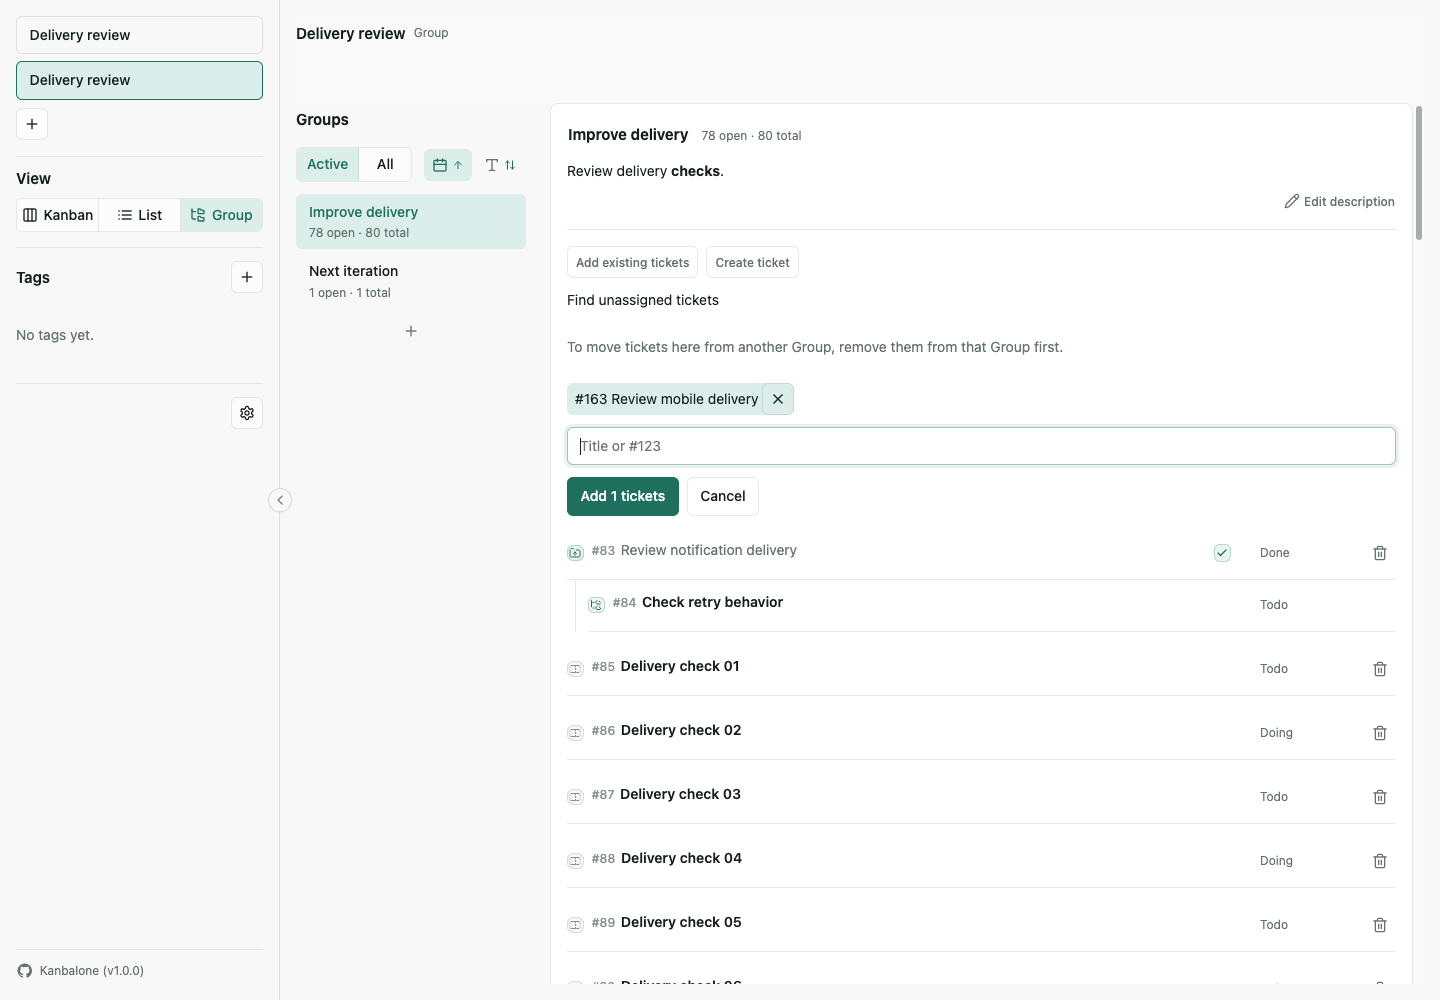 Delivery review
Delivery review
View
Kanban
List
Group
Tags
No tags yet.
Kanbalone (v1.0.0)
Delivery review Group
Groups
Active
All
Improve delivery
78 open · 80 total
Next iteration
1 open · 1 total
Improve delivery 78 open · 80 total
Review delivery checks.
Edit description
Add existing tickets
Create ticket
Find unassigned tickets
To move tickets here from another Group, remove them from that Group first.
#163 Review mobile delivery
Title or #123
Add 1 tickets
Cancel
#83 Review notification delivery Done
#84 Check retry behavior Todo
#85 Delivery check 01 Todo
#86 Delivery check 02 Doing
#87 Delivery check 03 Todo
#88 Delivery check 04 Doing
#89 Delivery check 05 Todo